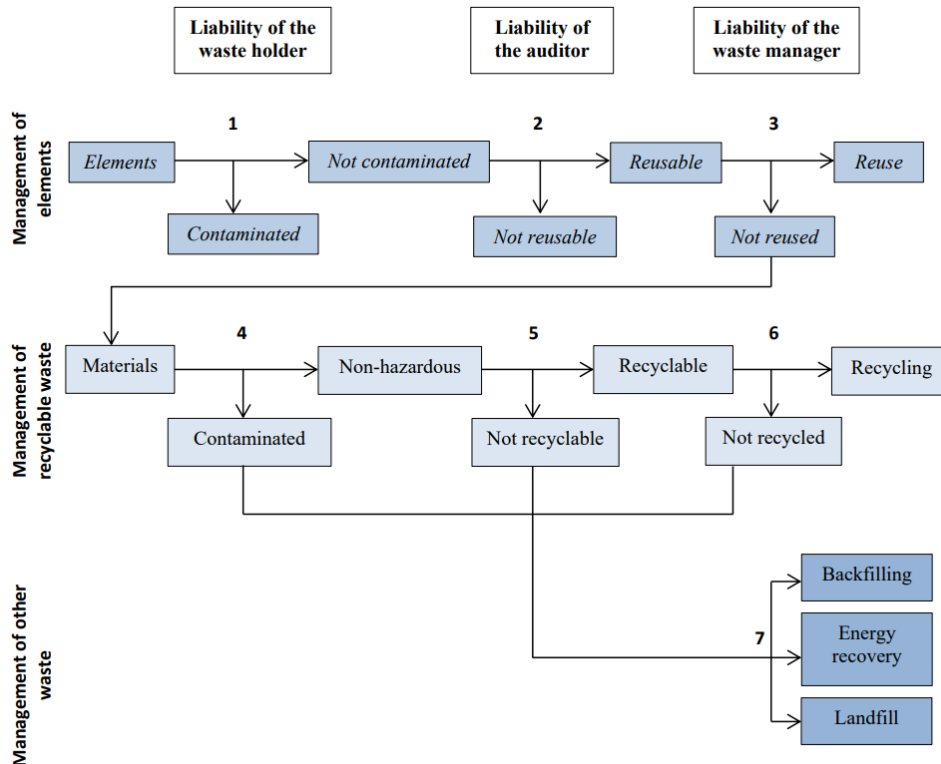 Liability of the
waste holder
Liability of
the auditor
Liability of the
waste manager
Management of
elements
1
2
3
Elements
Not contaminated
Reusable
Reuse
Contaminated
Not reusable
Not reused
Management of
recyclable waste
4
5
6
Materials
Non-hazardous
Recyclable
Recycling
Contaminated
Not recyclable
Not recycled
Management of other
waste
7
Backfilling
Energy
recovery
Landfill